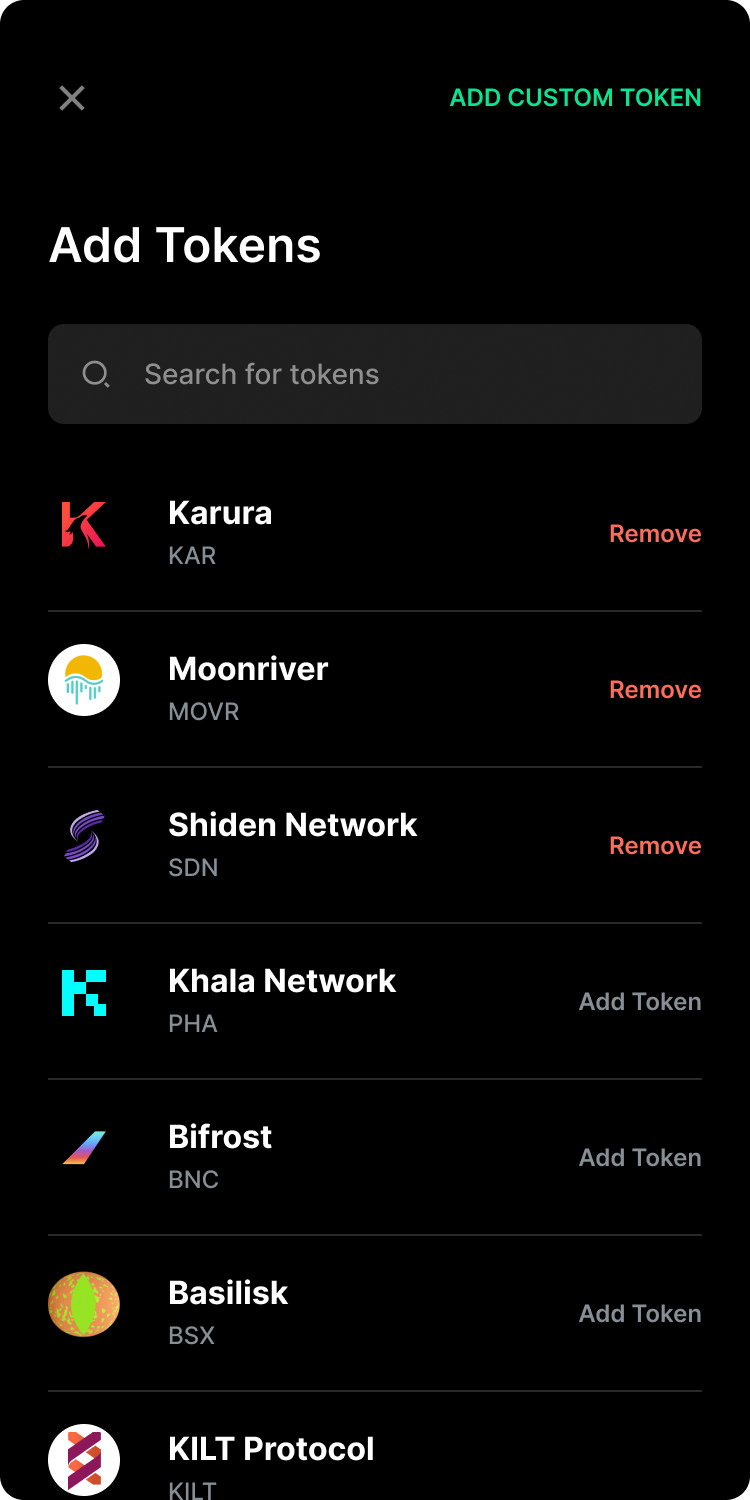 ADD CUSTOM TOKEN
Add Tokens
Search for tokens
Karura
KAR
Remove
Moonriver
MOVR
Remove
Shiden Network
SDN
Remove
Khala Network
PHA
Add Token
Bifrost
BNC
Add Token
Basilisk
BSX
Add Token
KILT Protocol
KILT